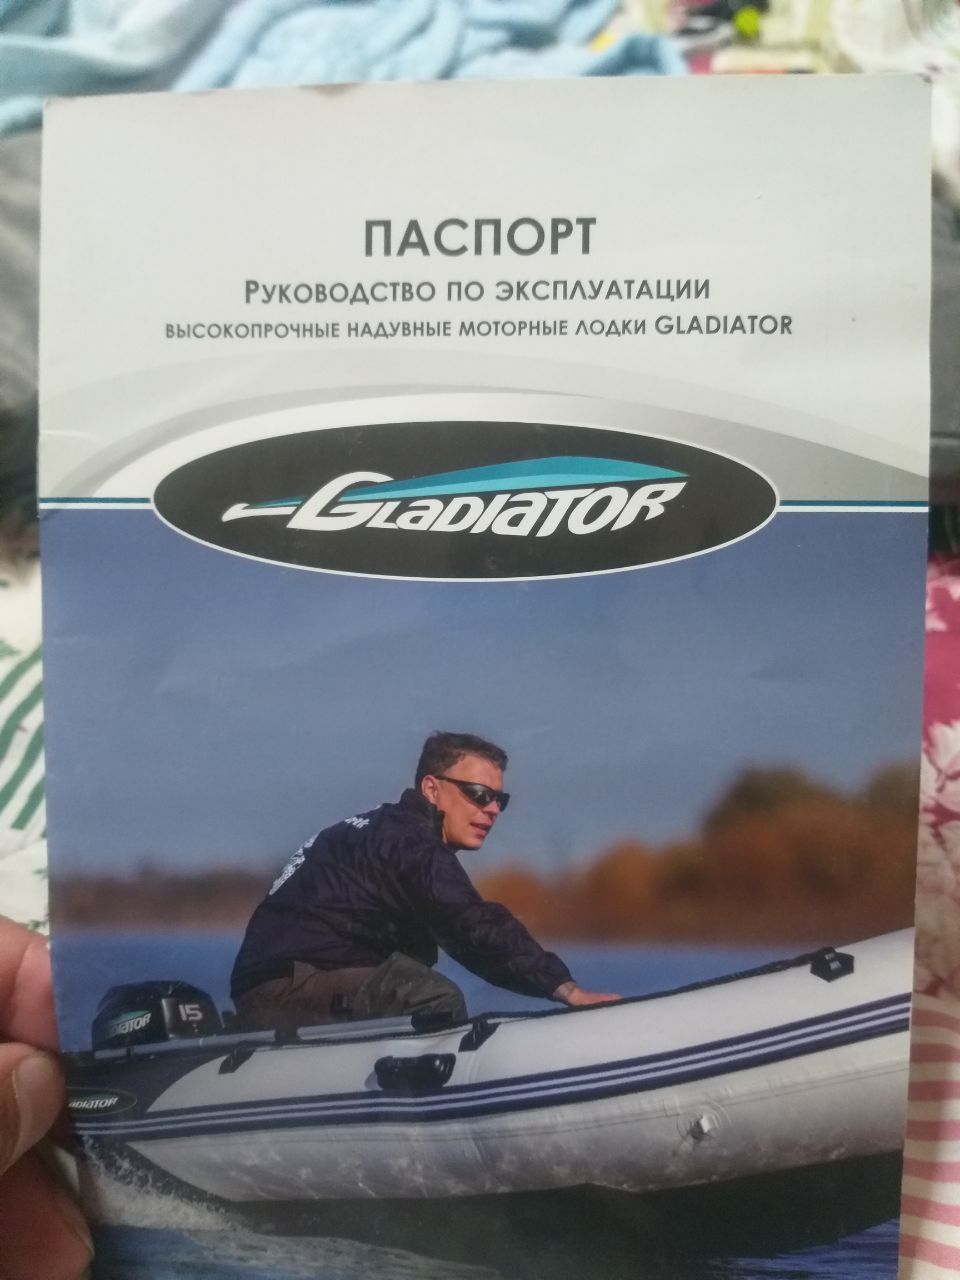 ПАСПОРТ
Руководство по эксплуатации
высокопрочные надувные моторные лодки GLADIATOR
GLADIATOR
15